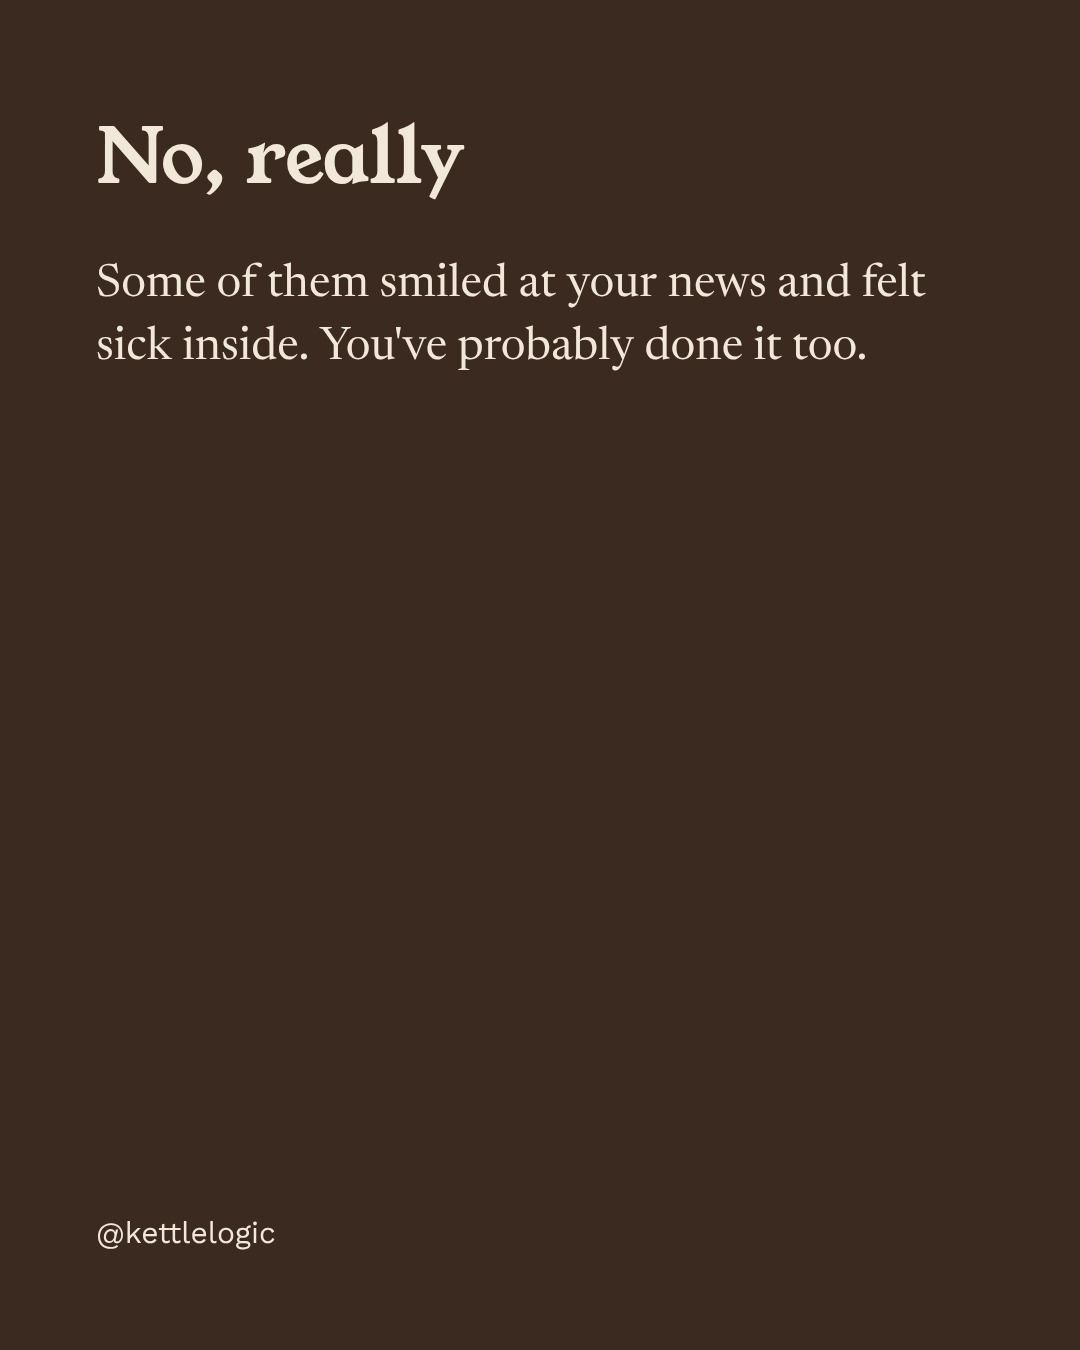 No, really
Some of them smiled at your news and felt
sick inside. You've probably done it too.
@kettlelogic